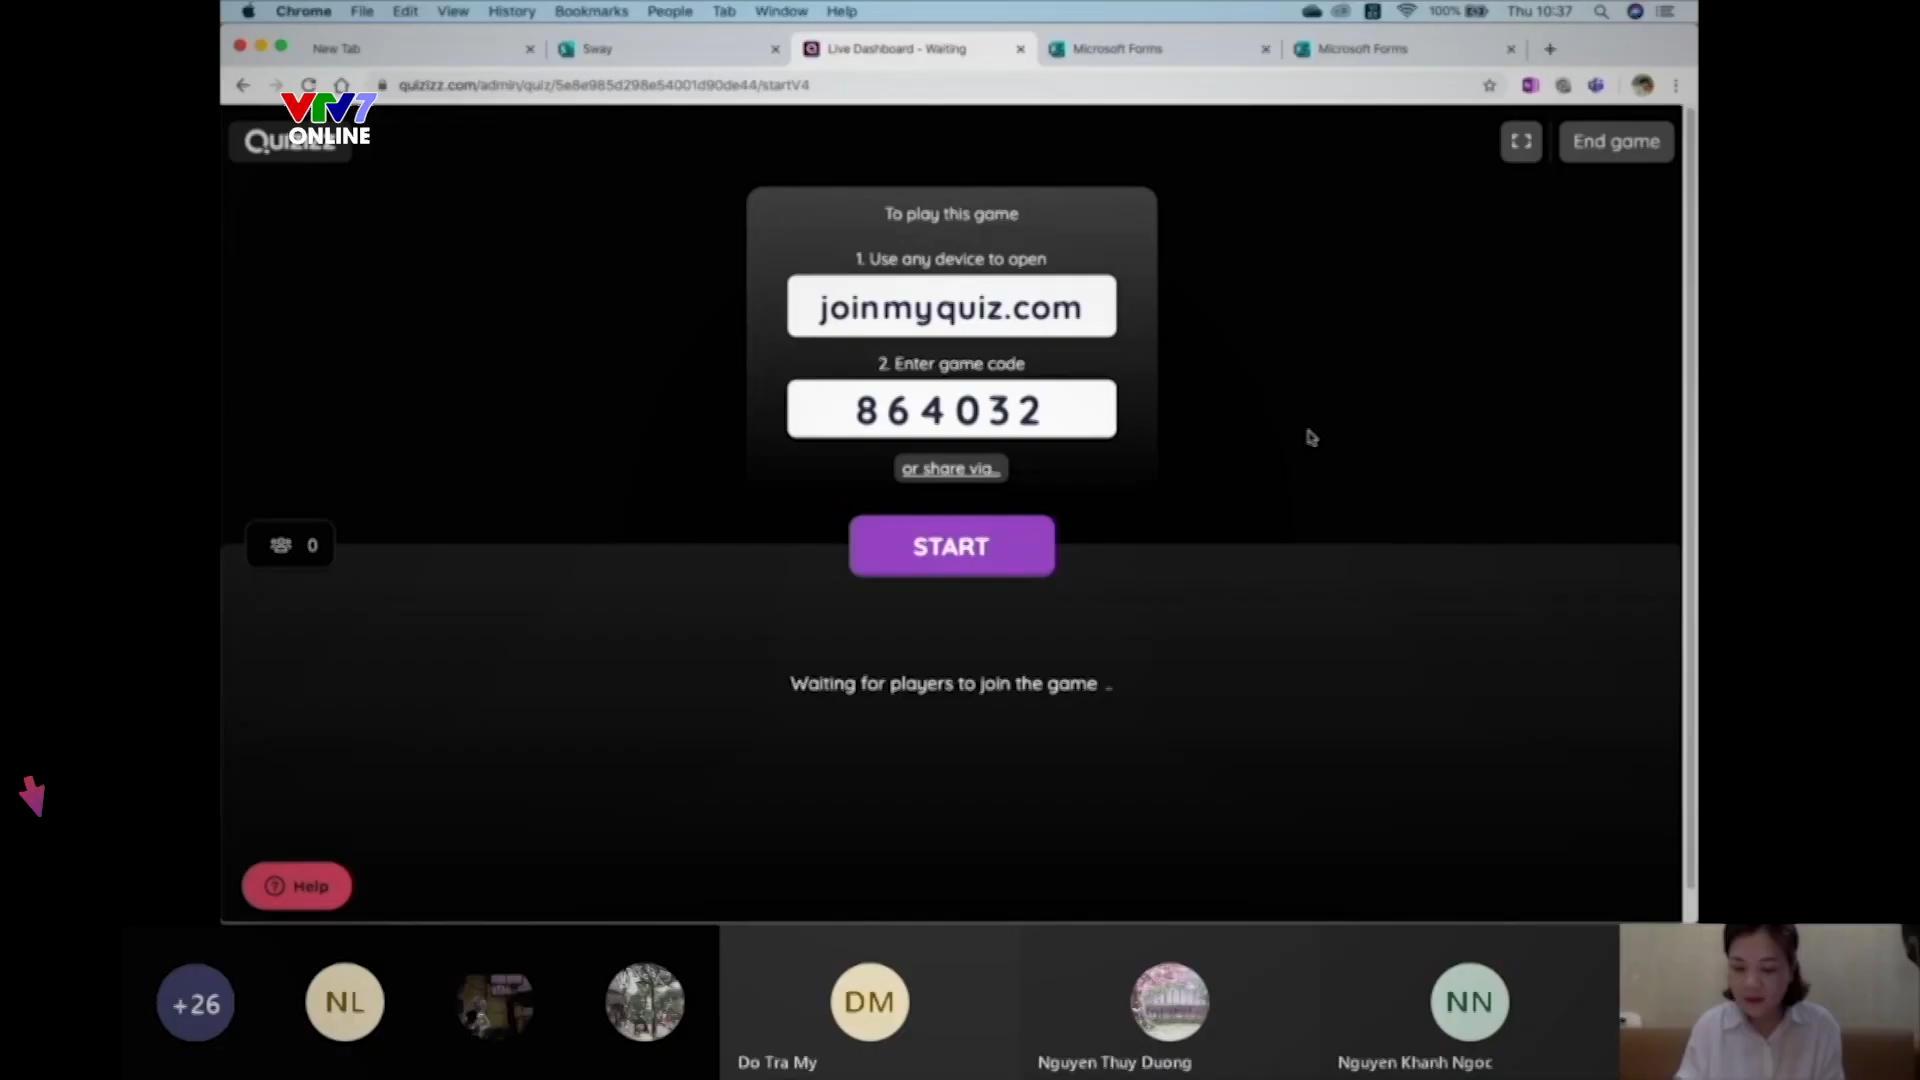 Chrome File Edit View History Bookmarks People Tab Window Help 100% Thu 10:37
New Tab Sway Live Dashboard - Waiting Microsoft Forms Microsoft Forms
quizizz.com/admin/quiz/5e8e985d298e54001d90de44/startV4
VTV7
ONLINE
Quizizz
End game
To play this game
1. Use any device to open
joinmyquiz.com
2. Enter game code
864032
or share via...
0
START
Waiting for players to join the game
Help
+26
NL
DM
NN
Do Tra My
Nguyen Thuy Duong
Nguyen Khanh Ngoc